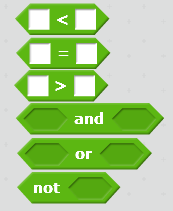 <
=
>
and
or
not